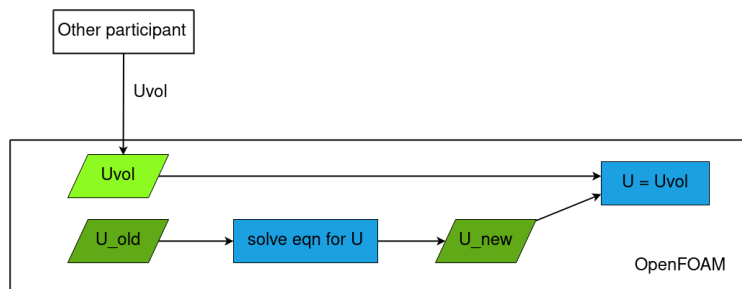 Other participant
Uvol
Uvol
U = Uvol
U_old
solve eqn for U
U_new
OpenFOAM